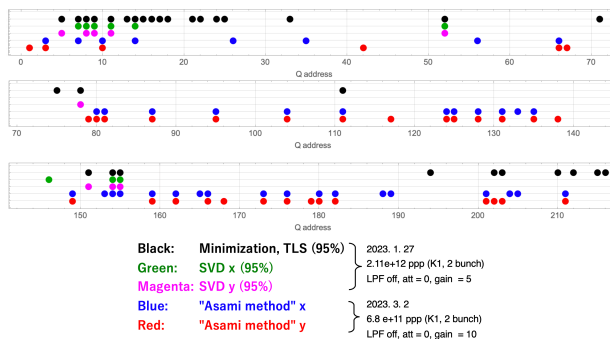 0 10 20 30 40 50 60 70
Q address
70 80 90 100 110 120 130 140
Q address
150 160 170 180 190 200 210
Q address
Black: Minimization, TLS (95%)
Green: SVD x (95%)
Magenta: SVD y (95%)
2023. 1. 27
2.11e+12 ppp (K1, 2 bunch)
LPF off, att = 0, gain = 5
Blue: "Asami method" x
Red: "Asami method" y
2023. 3. 2
6.8 e+11 ppp (K1, 2 bunch)
LPF off, att = 0, gain = 10